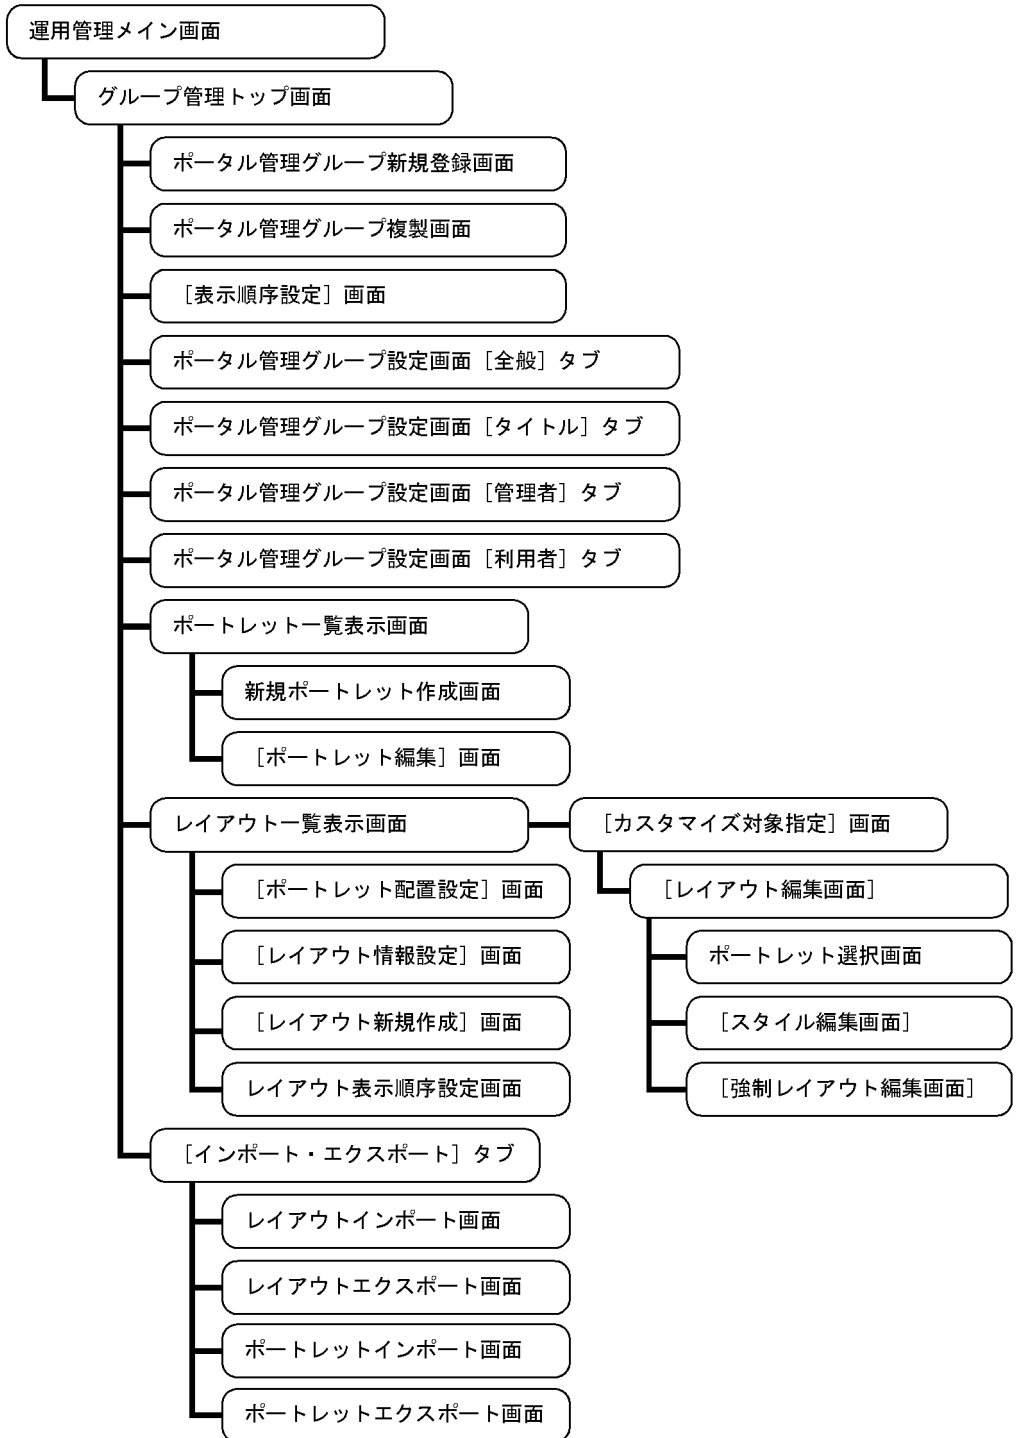 運用管理メイン画面
グループ管理トップ画面
ポータル管理グループ新規登録画面
ポータル管理グループ複製画面
［表示順序設定］画面
ポータル管理グループ設定画面［全般］タブ
ポータル管理グループ設定画面［タイトル］タブ
ポータル管理グループ設定画面［管理者］タブ
ポータル管理グループ設定画面［利用者］タブ
ポートレット一覧表示画面
新規ポートレット作成画面
［ポートレット編集］画面
レイアウト一覧表示画面
［カスタマイズ対象指定］画面
［ポートレット配置設定］画面
［レイアウト編集画面］
［レイアウト情報設定］画面
ポートレット選択画面
［レイアウト新規作成］画面
［スタイル編集画面］
レイアウト表示順序設定画面
［強制レイアウト編集画面］
［インポート・エクスポート］タブ
レイアウトインポート画面
レイアウトエクスポート画面
ポートレットインポート画面
ポートレットエクスポート画面